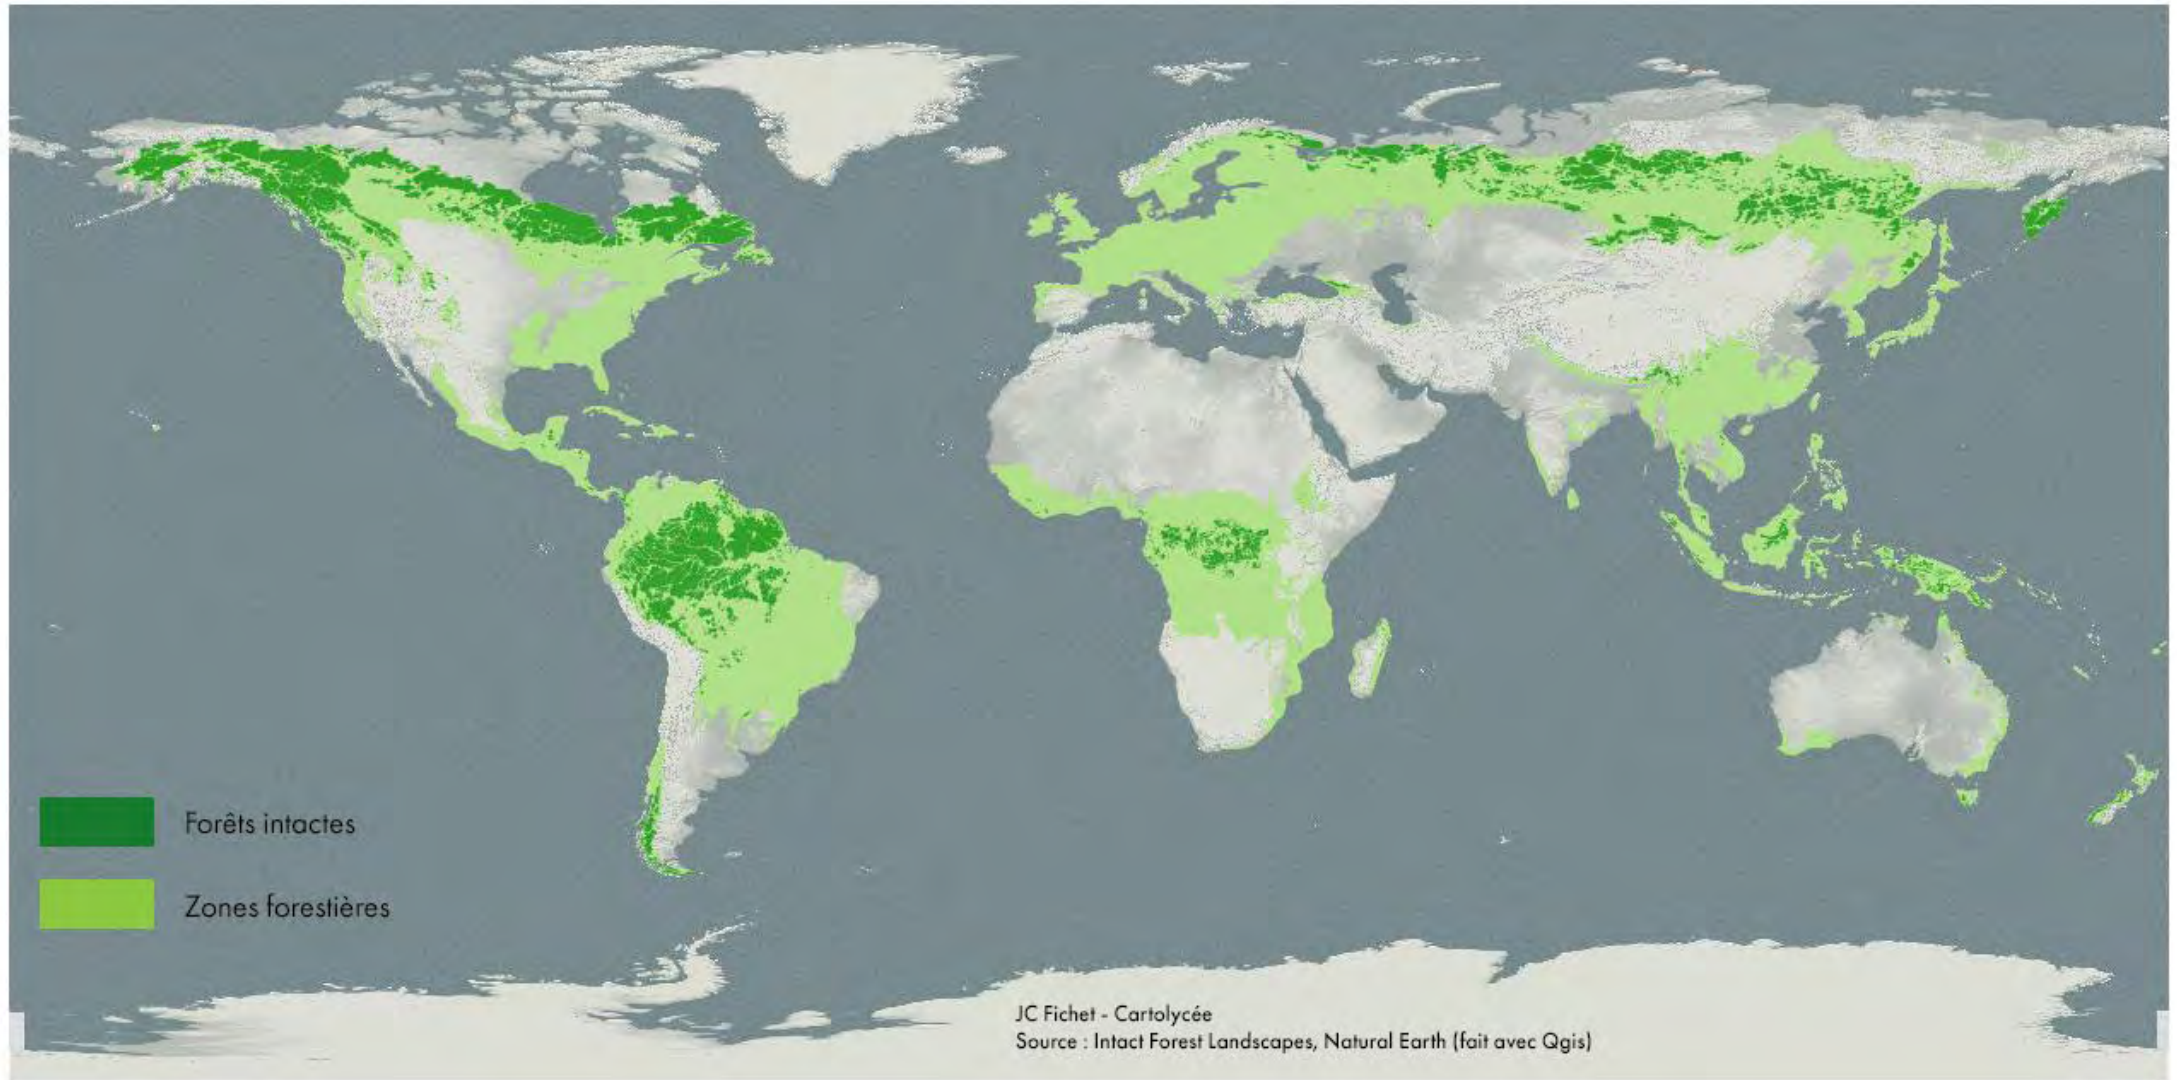 Forêts intactes
Zones forestières
JC Fichet - Cartolycée
Source : Intact Forest Landscapes, Natural Earth (fait avec Qgis)